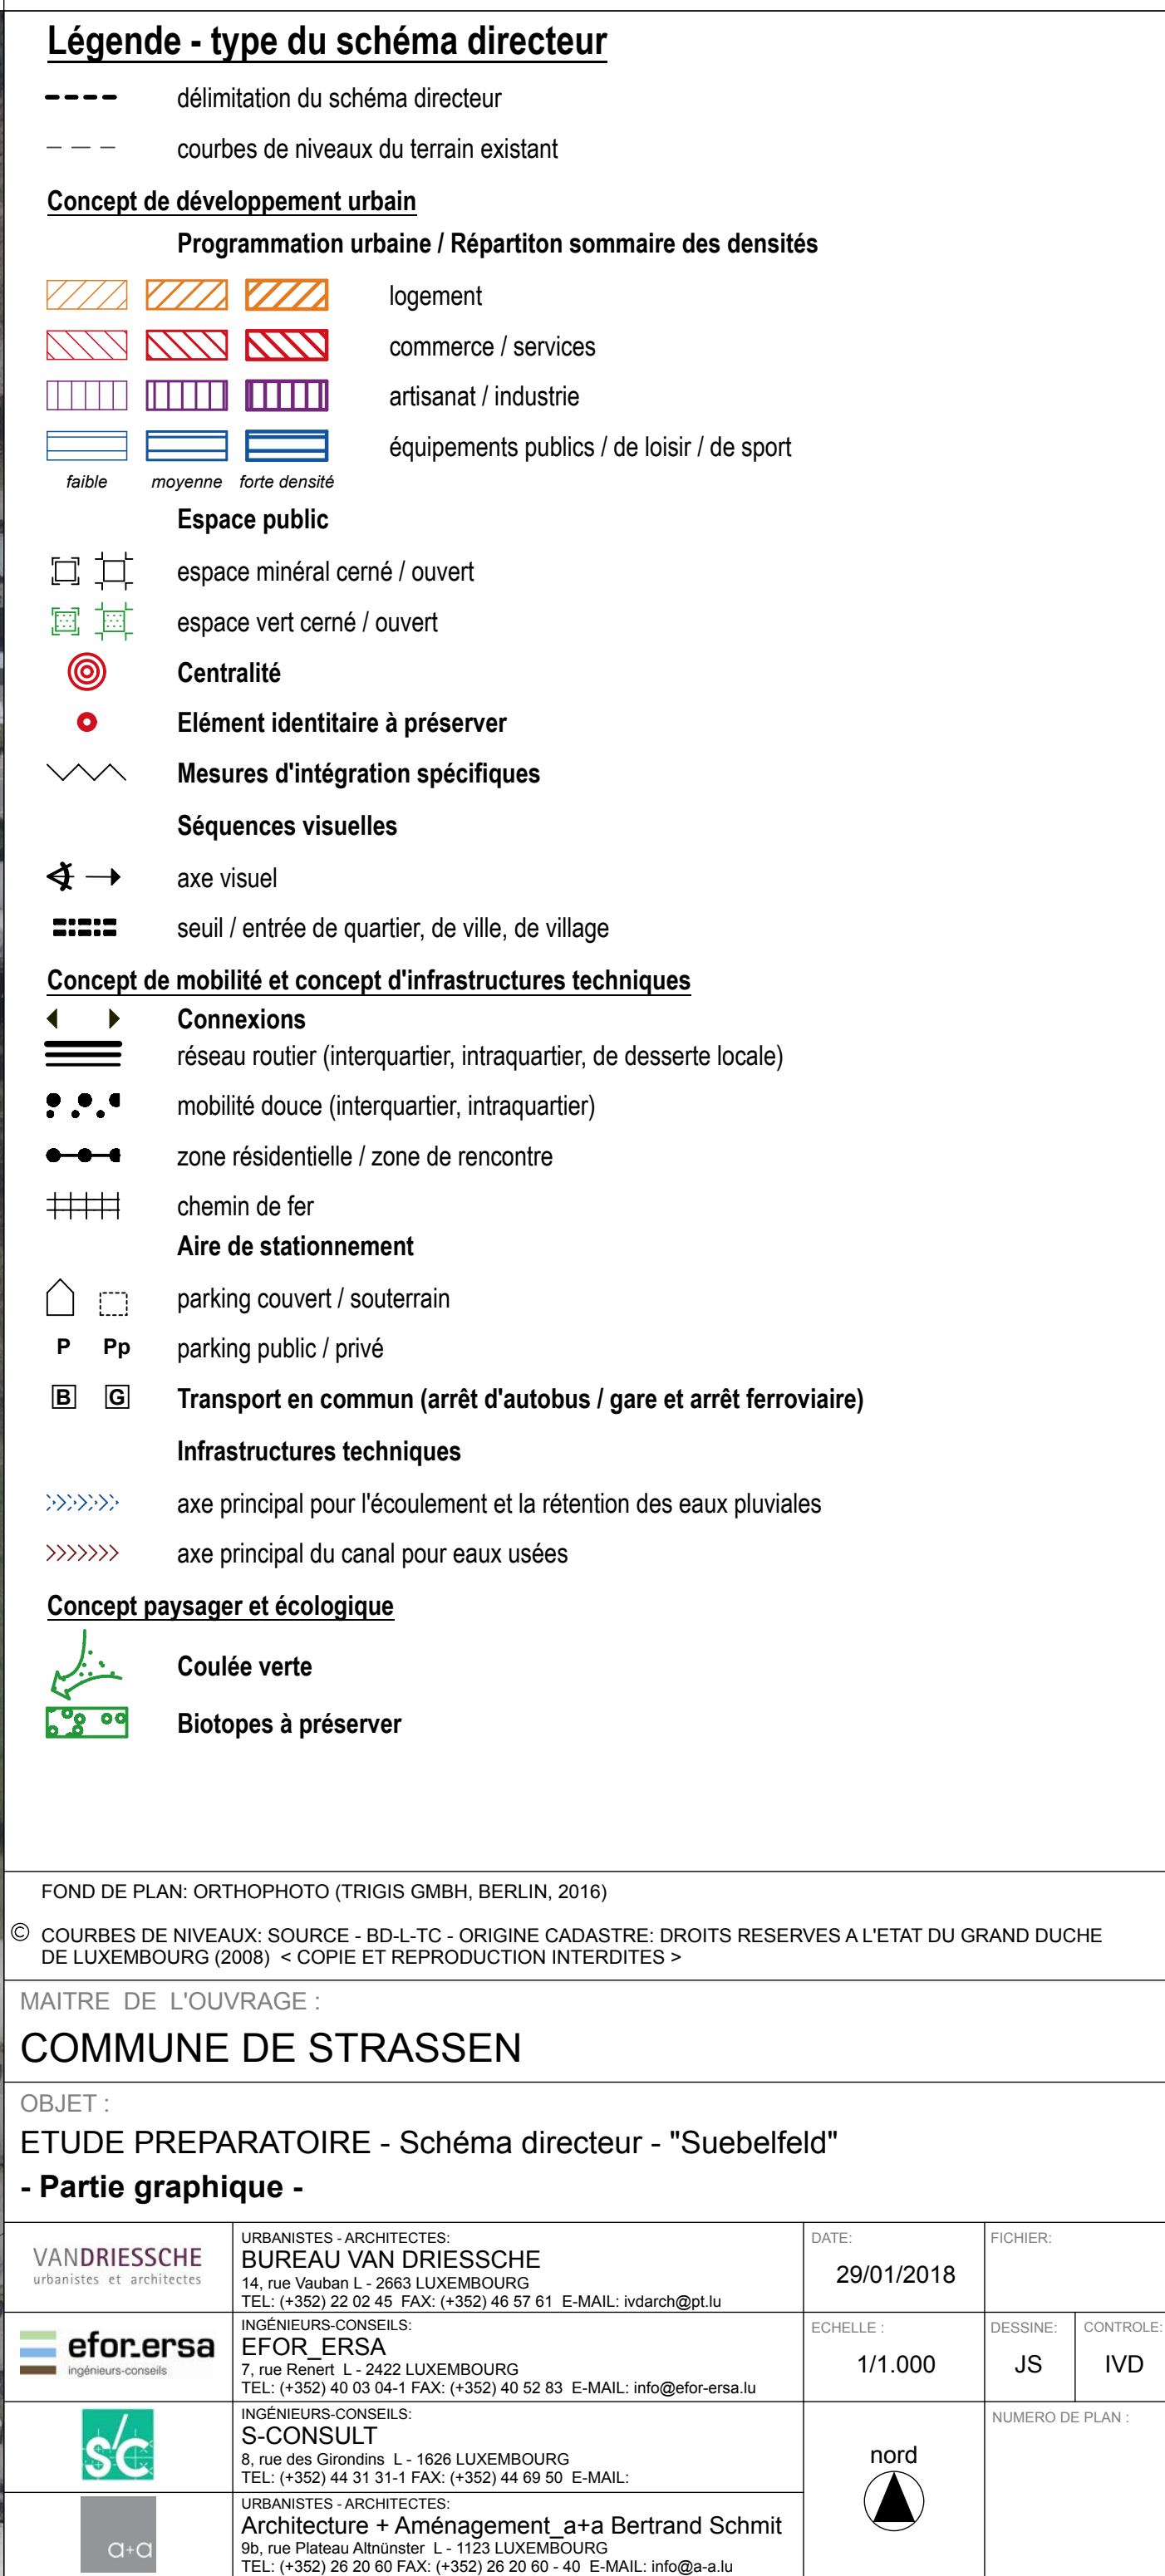 Légende - type du schéma directeur
délimitation du schéma directeur
courbes de niveaux du terrain existant
Concept de développement urbain
Programmation urbaine / Répartiton sommaire des densités
logement
commerce / services
artisanat / industrie
équipements publics / de loisir / de sport
faible moyenne forte densité
Espace public
espace minéral cerné / ouvert
espace vert cerné / ouvert
Centralité
Elément identitaire à préserver
Mesures d'intégration spécifiques
Séquences visuelles
axe visuel
seuil / entrée de quartier, de ville, de village
Concept de mobilité et concept d'infrastructures techniques
Connexions
réseau routier (interquartier, intraquartier, de desserte locale)
mobilité douce (interquartier, intraquartier)
zone résidentielle / zone de rencontre
chemin de fer
Aire de stationnement
parking couvert / souterrain
P Pp parking public / privé
B G Transport en commun (arrêt d'autobus / gare et arrêt ferroviaire)
Infrastructures techniques
axe principal pour l'écoulement et la rétention des eaux pluviales
axe principal du canal pour eaux usées
Concept paysager et écologique
Coulée verte
Biotopes à préserver
FOND DE PLAN: ORTHOPHOTO (TRIGIS GMBH, BERLIN, 2016)
© COURBES DE NIVEAUX: SOURCE - BD-L-TC - ORIGINE CADASTRE: DROITS RESERVES A L'ETAT DU GRAND DUCHE
DE LUXEMBOURG (2008) < COPIE ET REPRODUCTION INTERDITES >
MAITRE DE L'OUVRAGE :
COMMUNE DE STRASSEN
OBJET :
ETUDE PREPARATOIRE - Schéma directeur - "Suebelfeld"
- Partie graphique -
VANDRIESSCHE
urbanistes et architectes
URBANISTES - ARCHITECTES:
BUREAU VAN DRIESSCHE
14, rue Vauban L - 2663 LUXEMBOURG
TEL: (+352) 22 02 45 FAX: (+352) 46 57 61 E-MAIL: ivdarch@pt.lu
DATE:
29/01/2018
FICHIER:
efor_ersa
ingénieurs-conseils
INGÉNIEURS-CONSEILS:
EFOR_ERSA
7, rue Renert L - 2422 LUXEMBOURG
TEL: (+352) 40 03 04-1 FAX: (+352) 40 52 83 E-MAIL: info@efor-ersa.lu
ECHELLE :
1/1.000
DESSINE:
JS
CONTROLE:
IVD
s/c
INGÉNIEURS-CONSEILS:
S-CONSULT
8, rue des Girondins L - 1626 LUXEMBOURG
TEL: (+352) 44 31 31-1 FAX: (+352) 44 69 50 E-MAIL:
nord
NUMERO DE PLAN :
a+a
URBANISTES - ARCHITECTES:
Architecture + Aménagement_a+a Bertrand Schmit
9b, rue Plateau Altnünster L - 1123 LUXEMBOURG
TEL: (+352) 26 20 60 FAX: (+352) 26 20 60 - 40 E-MAIL: info@a-a.lu